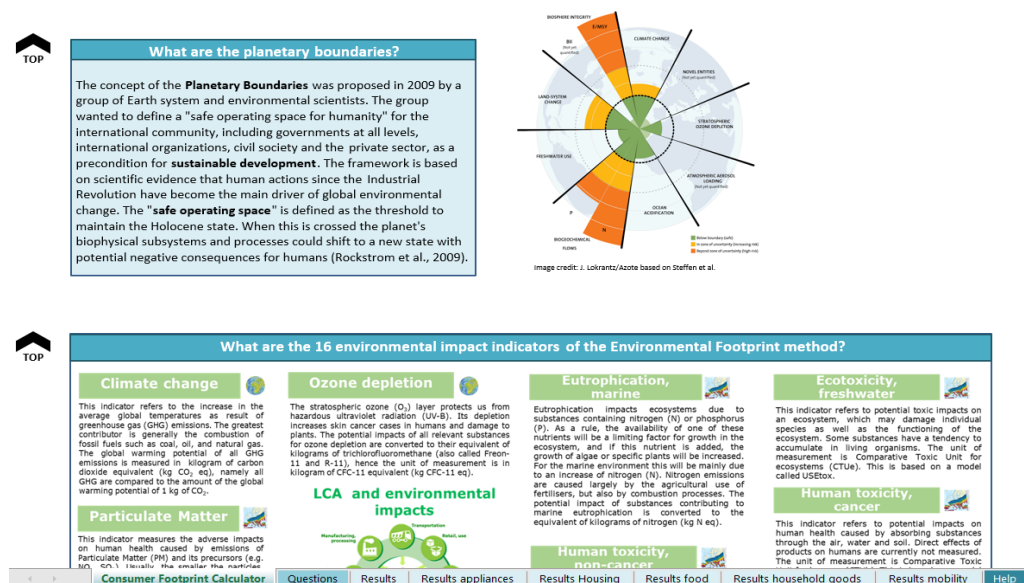 TOP
What are the planetary boundaries?
The concept of the Planetary Boundaries was proposed in 2009 by a
group of Earth system and environmental scientists. The group
wanted to define a "safe operating space for humanity" for the
international community, including governments at all levels,
international organizations, civil society and the private sector, as a
precondition for sustainable development. The framework is based
on scientific evidence that human actions since the Industrial
Revolution have become the main driver of global environmental
change. The "safe operating space" is defined as the threshold to
maintain the Holocene state. When this is crossed the planet's
biophysical subsystems and processes could shift to a new state with
potential negative consequences for humans (Rockstrom et al., 2009).
BIOSPHERE INTEGRITY
E/MSY
BII
(Not yet
quantified)
CLIMATE CHANGE
NOVEL ENTITIES
(Not yet quantified)
LAND-SYSTEM
CHANGE
STRATOSPHERIC
OZONE DEPLETION
FRESHWATER USE
ATMOSPHERIC AEROSOL
LOADING
(Not yet quantified)
OCEAN
ACIDIFICATION
P
N
BIOGEOCHEMICAL
FLOWS
Below boundary (safe)
In zone of uncertainty (increasing risk)
Beyond zone of uncertainty (high risk)
Image credit: J. Lokrantz/Azote based on Steffen et al.
TOP
What are the 16 environmental impact indicators of the Environmental Footprint method?
Climate change
This indicator refers to the increase in the
average global temperatures as result of
greenhouse gas (GHG) emissions. The greatest
contributor is generally the combustion of
fossil fuels such as coal, oil, and natural gas.
The global warming potential of all GHG
emissions is measured in kilogram of carbon
dioxide equivalent (kg CO2 eq), namely all
GHG are compared to the amount of the global
warming potential of 1 kg of CO2.
Particulate Matter
This indicator measures the adverse impacts
on human health caused by emissions of
Particulate Matter (PM) and its precursors (e.g.
NOx, SO2). Usually, the smaller the particles,
Ozone depletion
The stratospheric ozone (O3) layer protects us from
hazardous ultraviolet radiation (UV-B). Its depletion
increases skin cancer cases in humans and damage to
plants. The potential impacts of all relevant substances
for ozone depletion are converted to their equivalent of
kilograms of trichlorofluoromethane (also called Freon-
11 and R-11), hence the unit of measurement is in
kilogram of CFC-11 equivalent (kg CFC-11 eq).
LCA and environmental
impacts
Transportation
Manufacturing,
processing
Retail, use
Eutrophication,
marine
Eutrophication impacts ecosystems due to
substances containing nitrogen (N) or phosphorus
(P). As a rule, the availability of one of these
nutrients will be a limiting factor for growth in the
ecosystem, and if this nutrient is added, the
growth of algae or specific plants will be increased.
For the marine environment this will be mainly due
to an increase of nitrogen (N). Nitrogen emissions
are caused largely by the agricultural use of
fertilisers, but also by combustion processes. The
potential impact of substances contributing to
marine eutrophication is converted to the
equivalent of kilograms of nitrogen (kg N eq).
Human toxicity,
non-cancer
Ecotoxicity,
freshwater
This indicator refers to potential toxic impacts on
an ecosystem, which may damage individual
species as well as the functioning of the
ecosystem. Some substances have a tendency to
accumulate in living organisms. The unit of
measurement is Comparative Toxic Unit for
ecosystems (CTUe). This is based on a model
called USEtox.
Human toxicity,
cancer
This indicator refers to potential impacts on
human health caused by absorbing substances
through the air, water and soil. Direct effects of
products on humans are currently not measured.
The unit of measurement is Comparative Toxic
Consumer Footprint Calculator
Questions
Results
Results appliances
Results Housing
Results food
Results household goods
Results mobility
Help